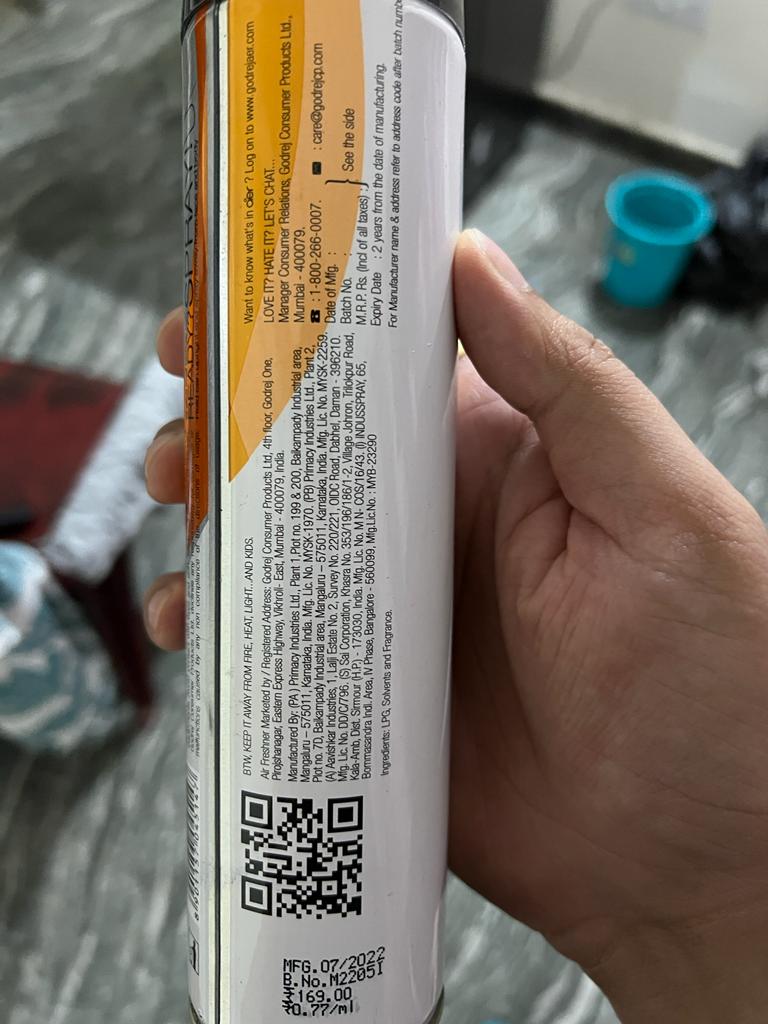 Want to know what's in aer ? Log on to www.godrejaer.com
LOVE IT? HATE IT? LET'S CHAT...
Manager Consumer Relations, Godrej Consumer Products Ltd.,
Mumbai - 400079.
: 1-800-266-0007. : care@godrejcp.com
Date of Mfg. :
Batch No. :
M.R.P. Rs. (Incl of all taxes) : } See the side
Expiry Date : 2 years from the date of manufacturing.
For Manufacturer name & address refer to address code after batch
BTW, KEEP IT AWAY FROM FIRE, HEAT, LIGHT...AND KIDS.
Air Freshner Marketed by / Registered Address: Godrej Consumer Products Ltd, 4th floor, Godrej One,
Pirojshanagar, Eastern Express Highway, Vikhroli - East, Mumbai - 400079, India.
Manufactured By: (PA ) Primacy Industries Ltd., Plant 1, Plot no. 199 & 200, Baikampady Industrial area,
Mangaluru – 575011, Karnataka, India. Mfg. Lic. No. MYSK-1970. (PB) Primacy Industries Ltd., Plant 2,
Plot no. 7D, Baikampady Industrial area, Mangaluru – 575011, Karnataka, India. Mfg. Lic. No. MYSK-2259.
(A) Aavishkar Industries, 1, Lalji Estate No. 2, Survey No. 220/221, OIDC Road, Dabhel, Daman - 396210.
Mfg. Lic. No. DD/C/796. (S) Sai Corporation, Khasra No. 353/196/186/1-2, Village Johron, Trilokpur Road,
Kala-Amb, Dist. Sirmour (H.P.) - 173030, India. Mfg. Lic. No. M N- COS/16/43. (I) INDUSSPRAY, 65,
Bommasandra Indl. Area, IV Phase, Bangalore - 560099, Mfg.Lic.No : MYB-23290
Ingredients: LPG, Solvents and Fragrance.
MFG.07/2022
B.No.M2205I
₹169.00
₹0.77/ml